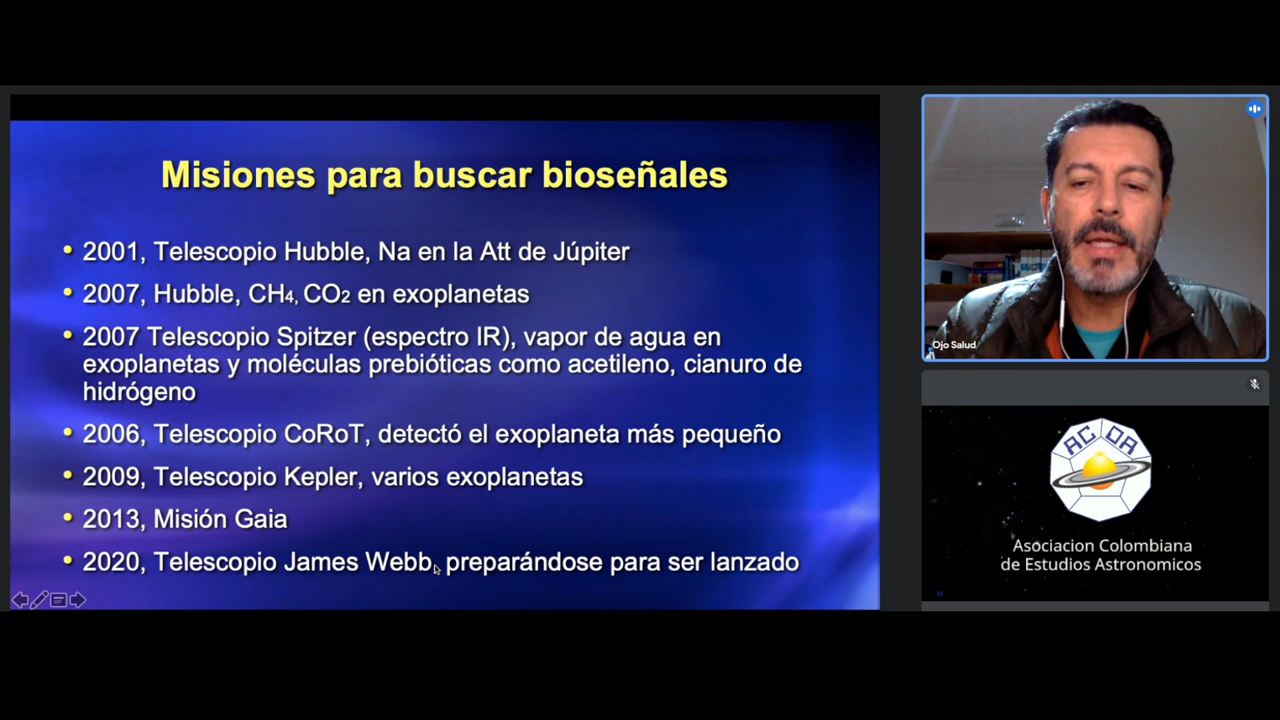 Misiones para buscar bioseñales
• 2001, Telescopio Hubble, Na en la Att de Júpiter
• 2007, Hubble, CH4, CO2 en exoplanetas
• 2007 Telescopio Spitzer (espectro IR), vapor de agua en
exoplanetas y moléculas prebióticas como acetileno, cianuro de
hidrógeno
• 2006, Telescopio CoRoT, detectó el exoplaneta más pequeño
• 2009, Telescopio Kepler, varios exoplanetas
• 2013, Misión Gaia
• 2020, Telescopio James Webb, preparándose para ser lanzado
Ojo Salud
ACDA
Asociacion Colombiana
de Estudios Astronomicos